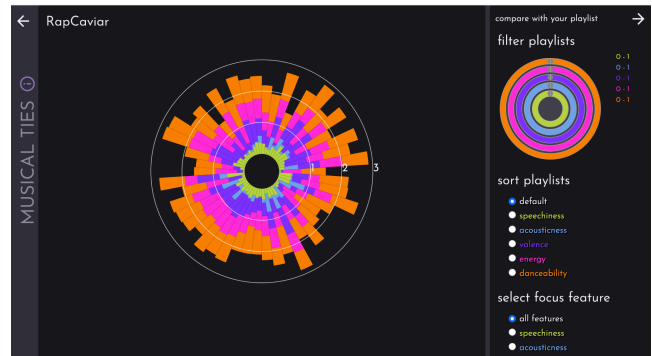 RapCaviar
MUSICAL TIES
1
2
3
compare with your playlist
filter playlists
0 - 1
0 - 1
0 - 1
0 - 1
0 - 1
sort playlists
default
speechiness
acousticness
valence
energy
danceability
select focus feature
all features
speechiness
acousticness